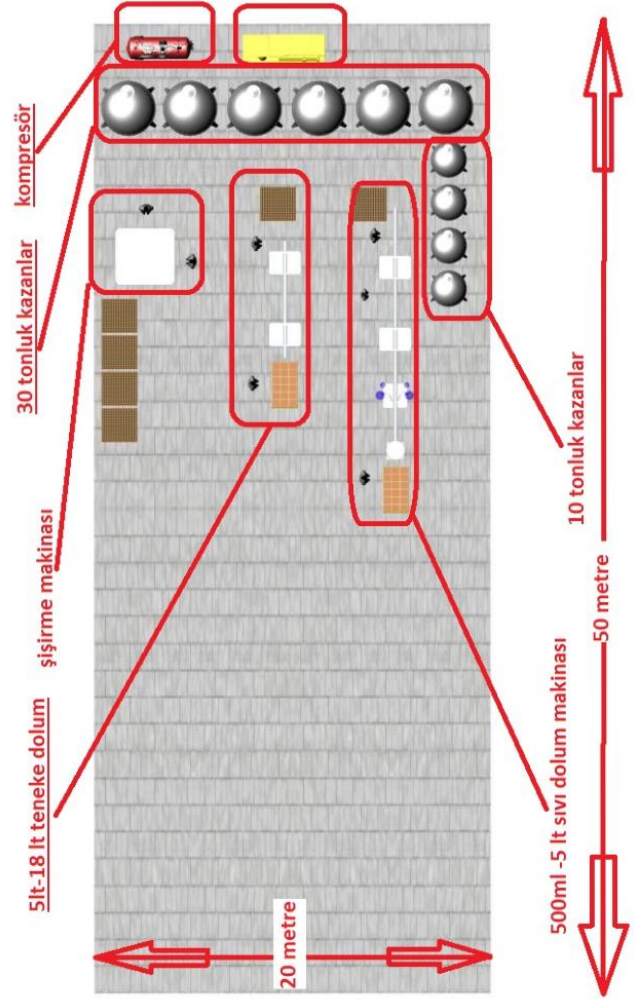 kompresör
30 tonluk kazanlar
şişirme makinası
5lt-18 lt teneke dolum
20 metre
500ml -5 lt sıvı dolum makinası
10 tonluk kazanlar
50 metre